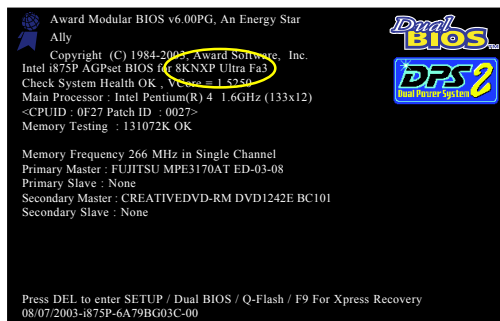 Award Modular BIOS v6.00PG, An Energy Star
Ally
Copyright (C) 1984-2003, Award Software, Inc.
Intel i875P AGPset BIOS for 8KNXP Ultra Fa3
Check System Health OK , VCore = 1.5250
Main Processor : Intel Pentium(R) 4 1.6GHz (133x12)
<CPUID : 0F27 Patch ID : 0027>
Memory Testing : 131072K OK
Memory Frequency 266 MHz in Single Channel
Primary Master : FUJITSU MPE3170AT ED-03-08
Primary Slave : None
Secondary Master : CREATIVEDVD-RM DVD1242E BC101
Secondary Slave : None
Press DEL to enter SETUP / Dual BIOS / Q-Flash / F9 For Xpress Recovery
08/07/2003-i875P-6A79BG03C-00
Dual
BIOS TM
DPS 2
Dual Power System